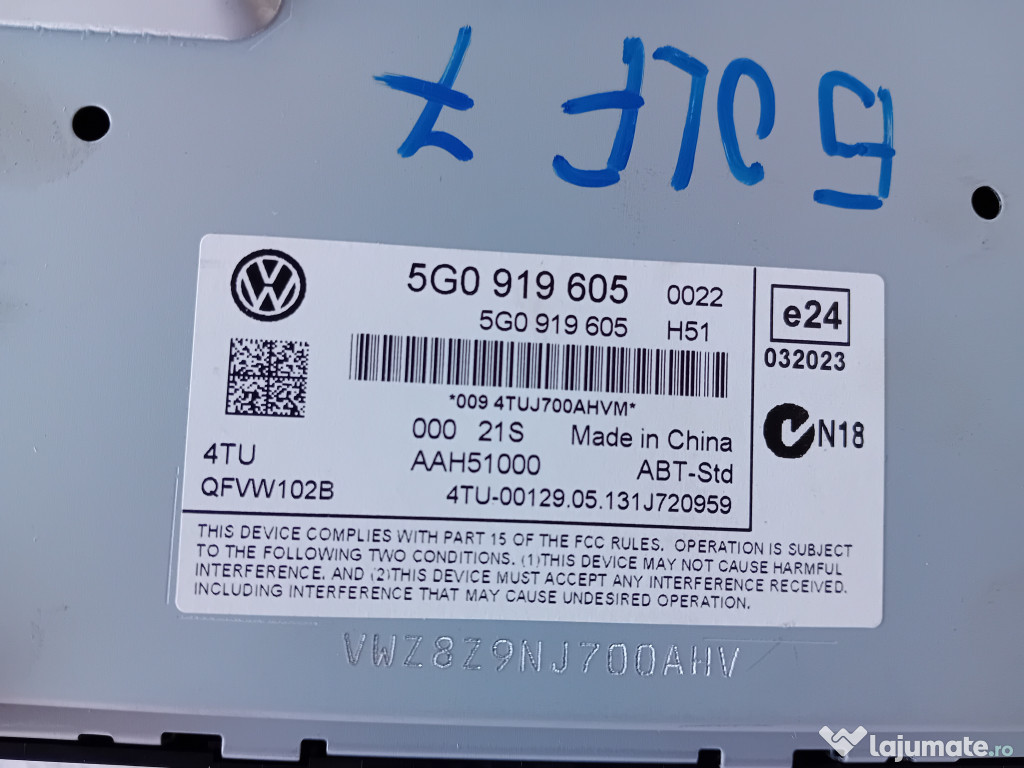 GOLF 7
5G0 919 605 0022
5G0 919 605 H51
*009 4TUJ700AHVM*
000 21S Made in China
4TU AAH51000 ABT-Std
QFVW102B 4TU-00129.05.131J720959
e24
032023
N18
THIS DEVICE COMPLIES WITH PART 15 OF THE FCC RULES. OPERATION IS SUBJECT
TO THE FOLLOWING TWO CONDITIONS. (1)THIS DEVICE MAY NOT CAUSE HARMFUL
INTERFERENCE. AND (2)THIS DEVICE MUST ACCEPT ANY INTERFERENCE RECEIVED.
INCLUDING INTERFERENCE THAT MAY CAUSE UNDESIRED OPERATION.
VWZ8Z9NJ700AHV
lajumate.ro